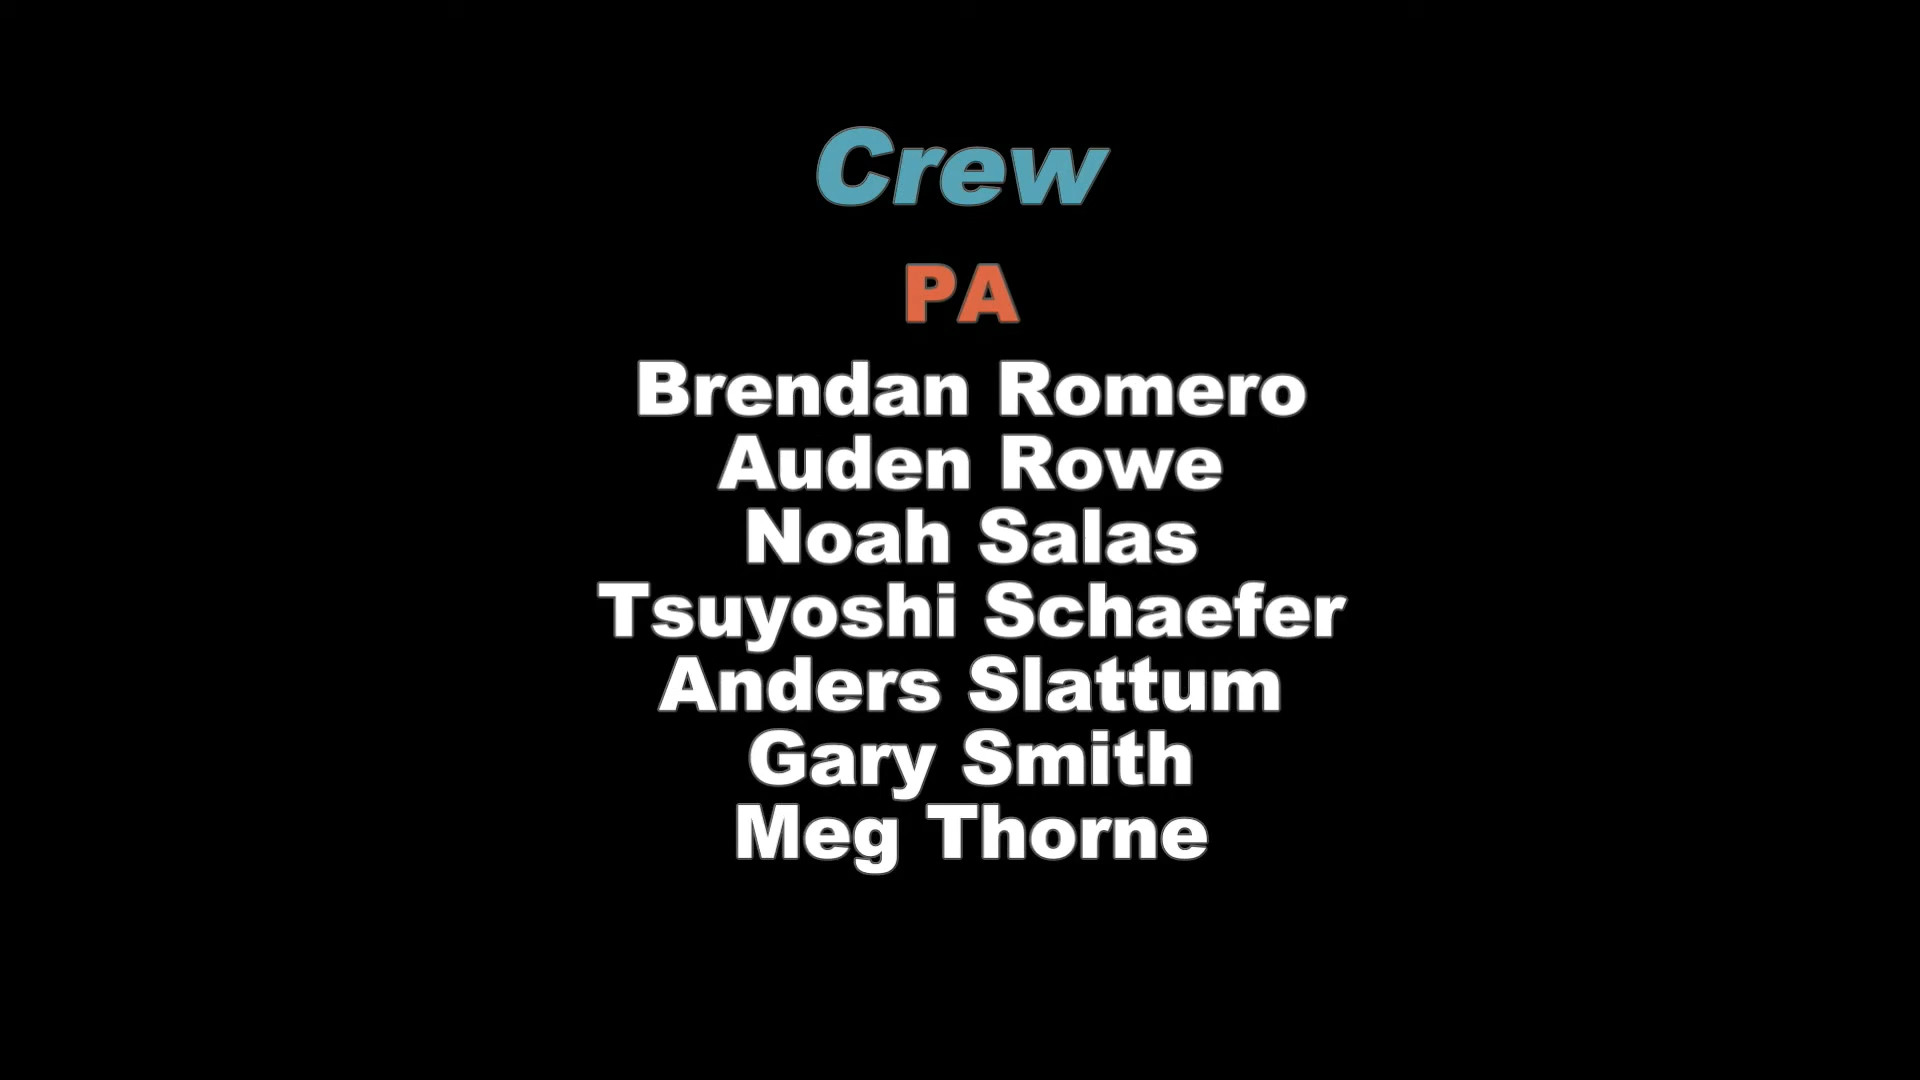 Crew
PA
Brendan Romero
Auden Rowe
Noah Salas
Tsuyoshi Schaefer
Anders Slattum
Gary Smith
Meg Thorne